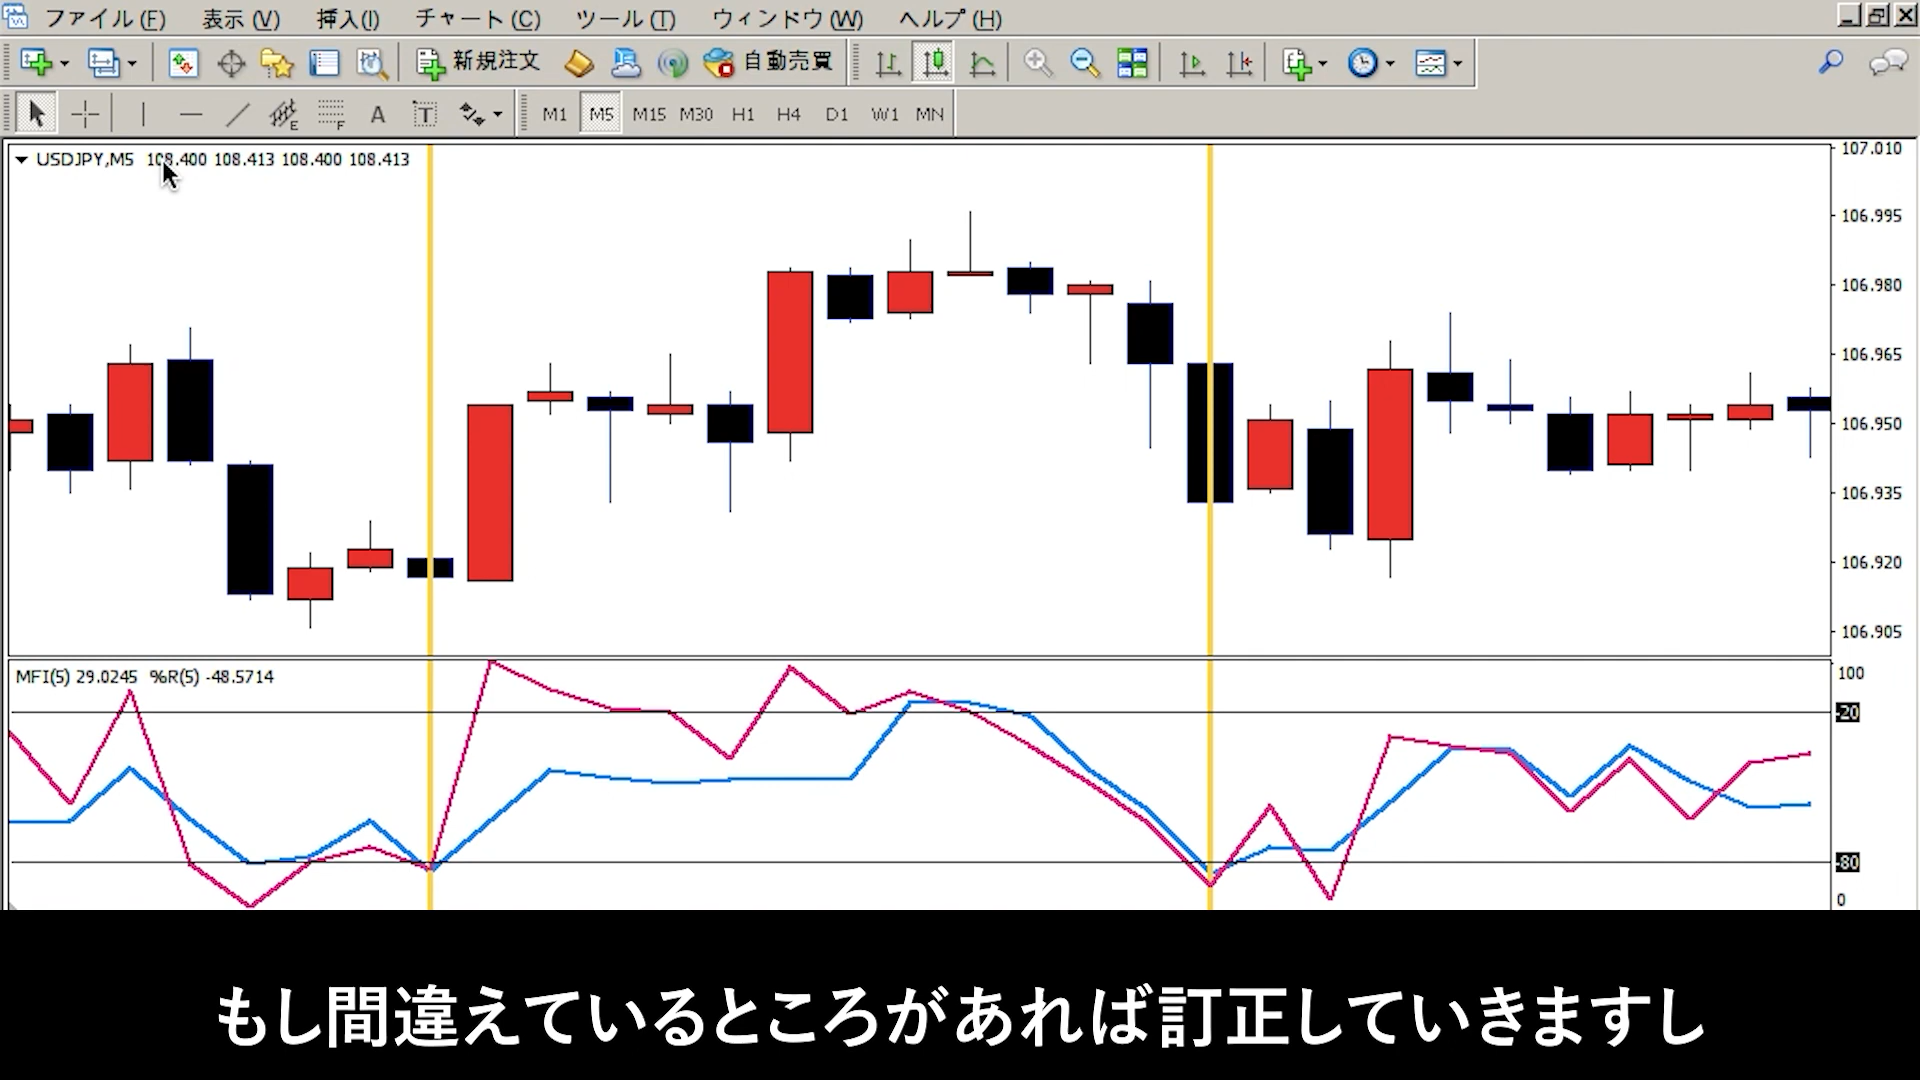 ファイル (F) 表示 (V) 挿入(I) チャート (C) ツール (T) ウィンドウ (W) ヘルプ (H)
新規注文 自動売買
E F A T M1 M5 M15 M30 H1 H4 D1 W1 MN
USDJPY,M5 108.400 108.413 108.400 108.413
107.010
106.995
106.980
106.965
106.950
106.935
106.920
106.905
MFI(5) 29.0245 %R(5) -48.5714
100
-20
-80
0
もし間違えているところがあれば訂正していきますし